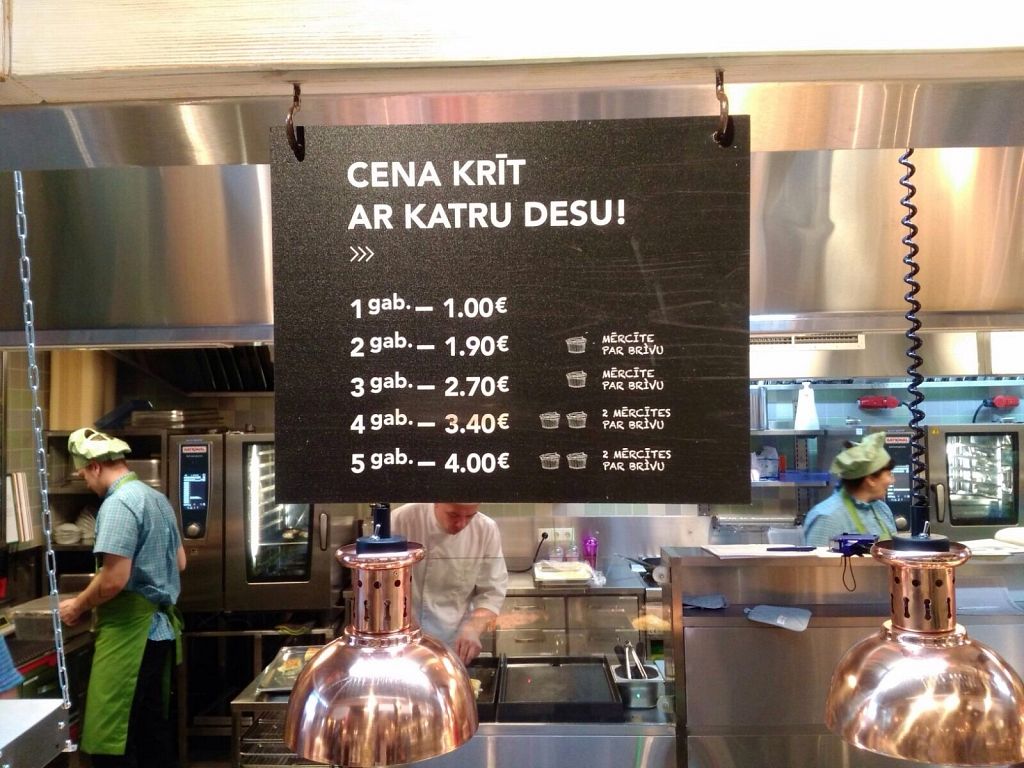 CENA KRĪT
AR KATRU DESU!
>>>
1 gab. – 1.00€
2 gab. – 1.90€ MĒRCĪTE PAR BRĪVU
3 gab. – 2.70€ MĒRCĪTE PAR BRĪVU
4 gab. – 3.40€ 2 MĒRCĪTES PAR BRĪVU
5 gab. – 4.00€ 2 MĒRCĪTES PAR BRĪVU
RATIONAL
RATIONAL